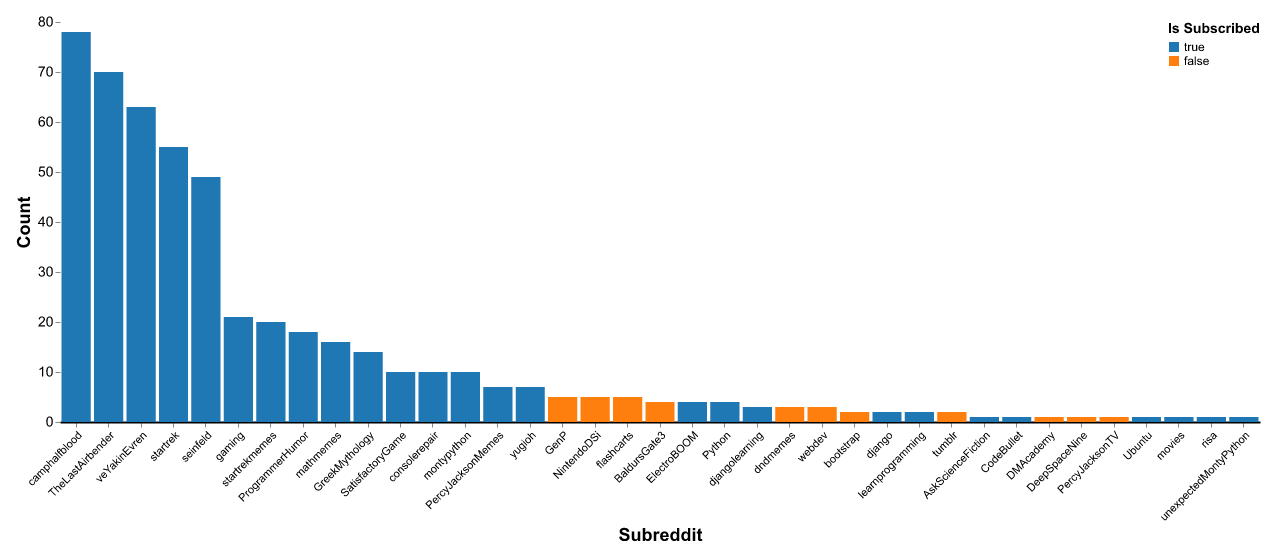 80
70
60
50
40
30
20
10
0
Count
Is Subscribed
true
false
camphalfblood
TheLastAirbender
veYakinEvren
startrek
seinfeld
gaming
startrekmemes
ProgrammerHumor
mathmemes
GreekMythology
SatisfactoryGame
consolerepair
montypython
PercyJacksonMemes
yugioh
GenP
NintendoDSi
flashcarts
BaldursGate3
ElectroBOOM
Python
djangolearning
dndmemes
webdev
bootstrap
django
learnprogramming
tumblr
AskScienceFiction
CodeBullet
DMAcademy
DeepSpaceNine
PercyJacksonTV
Ubuntu
movies
risa
unexpectedMontyPython
Subreddit